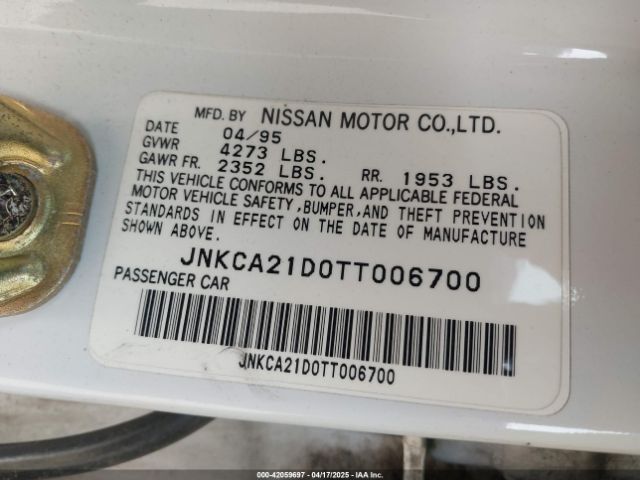 MFD. BY NISSAN MOTOR CO.,LTD.
DATE 04/95
GVWR 4273 LBS.
GAWR FR. 2352 LBS. RR. 1953 LBS.
THIS VEHICLE CONFORMS TO ALL APPLICABLE FEDERAL
MOTOR VEHICLE SAFETY,BUMPER,AND THEFT PREVENTION
STANDARDS IN EFFECT ON THE DATE OF MANUFACTURE
SHOWN ABOVE.
JNKCA21D0TT006700
PASSENGER CAR
JNKCA21D0TT006700
000-42059697 - 04/17/2025 - IAA Inc.